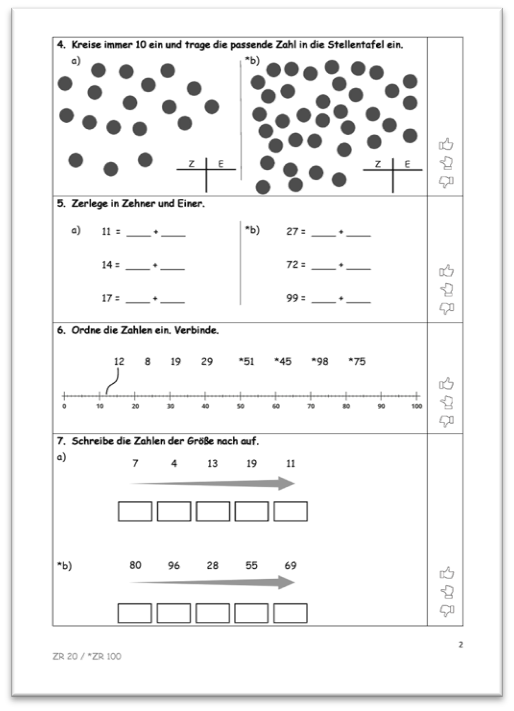 4. Kreise immer 10 ein und trage die passende Zahl in die Stellentafel ein.
a) *b)
Z E Z E
5. Zerlege in Zehner und Einer.
a) 11 = ____ + ____ *b) 27 = ____ + ____
14 = ____ + ____ 72 = ____ + ____
17 = ____ + ____ 99 = ____ + ____
6. Ordne die Zahlen ein. Verbinde.
12 8 19 29 *51 *45 *98 *75
0 10 20 30 40 50 60 70 80 90 100
7. Schreibe die Zahlen der Größe nach auf.
a)
7 4 13 19 11
*b) 80 96 28 55 69
2
ZR 20 / *ZR 100